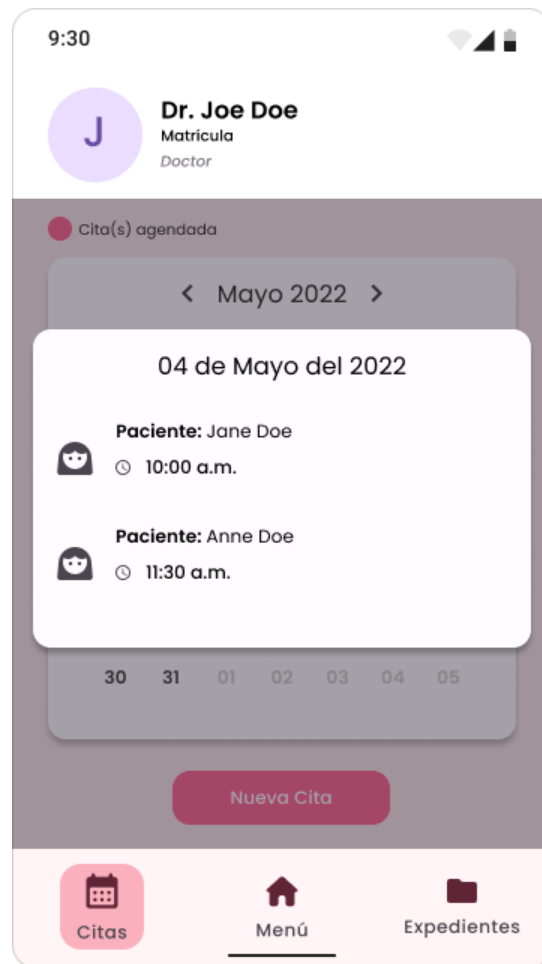 9:30
J
Dr. Joe Doe
Matrícula
Doctor
Cita(s) agendada
< Mayo 2022 >
04 de Mayo del 2022
Paciente: Jane Doe
10:00 a.m.
Paciente: Anne Doe
11:30 a.m.
30 31 01 02 03 04 05
Nueva Cita
Citas Menú Expedientes